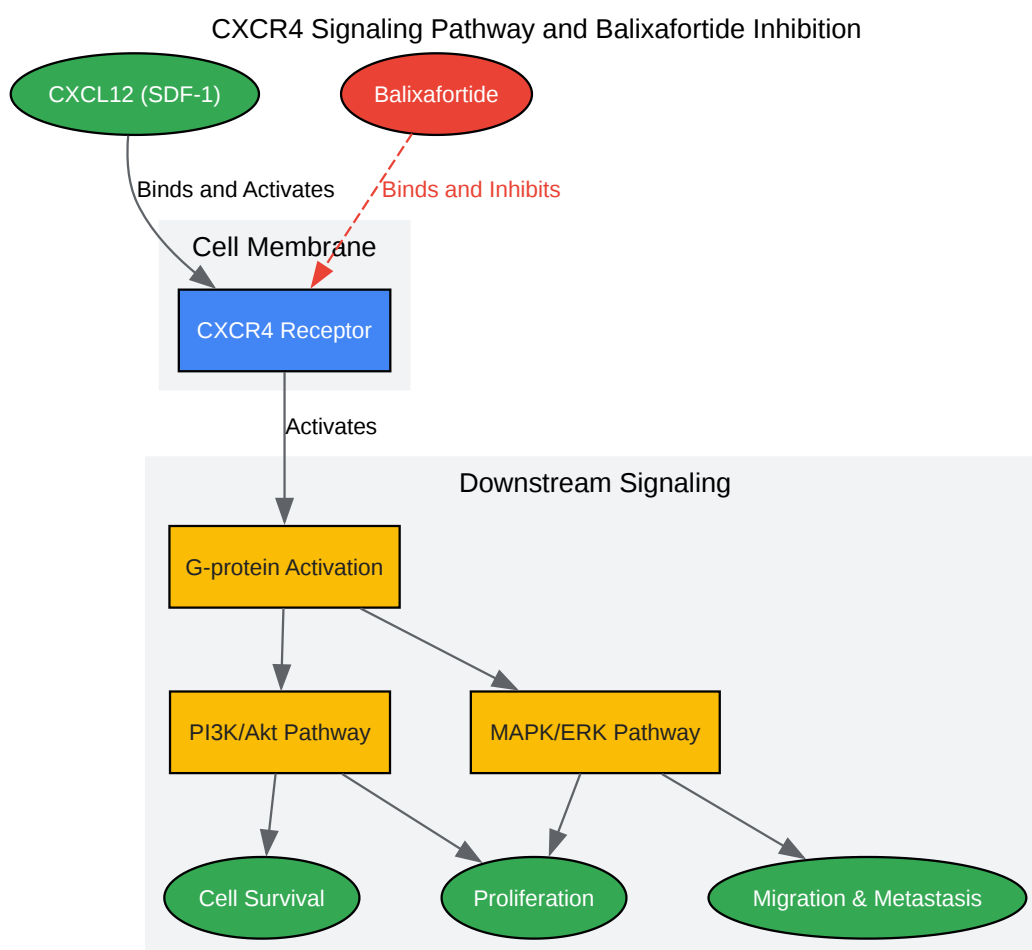 CXCR4 Signaling Pathway and Balixafortide Inhibition
CXCL12 (SDF-1)
Balixafortide
Binds and Activates
Binds and Inhibits
Cell Membrane
CXCR4 Receptor
Activates
Downstream Signaling
G-protein Activation
PI3K/Akt Pathway
MAPK/ERK Pathway
Cell Survival
Proliferation
Migration & Metastasis